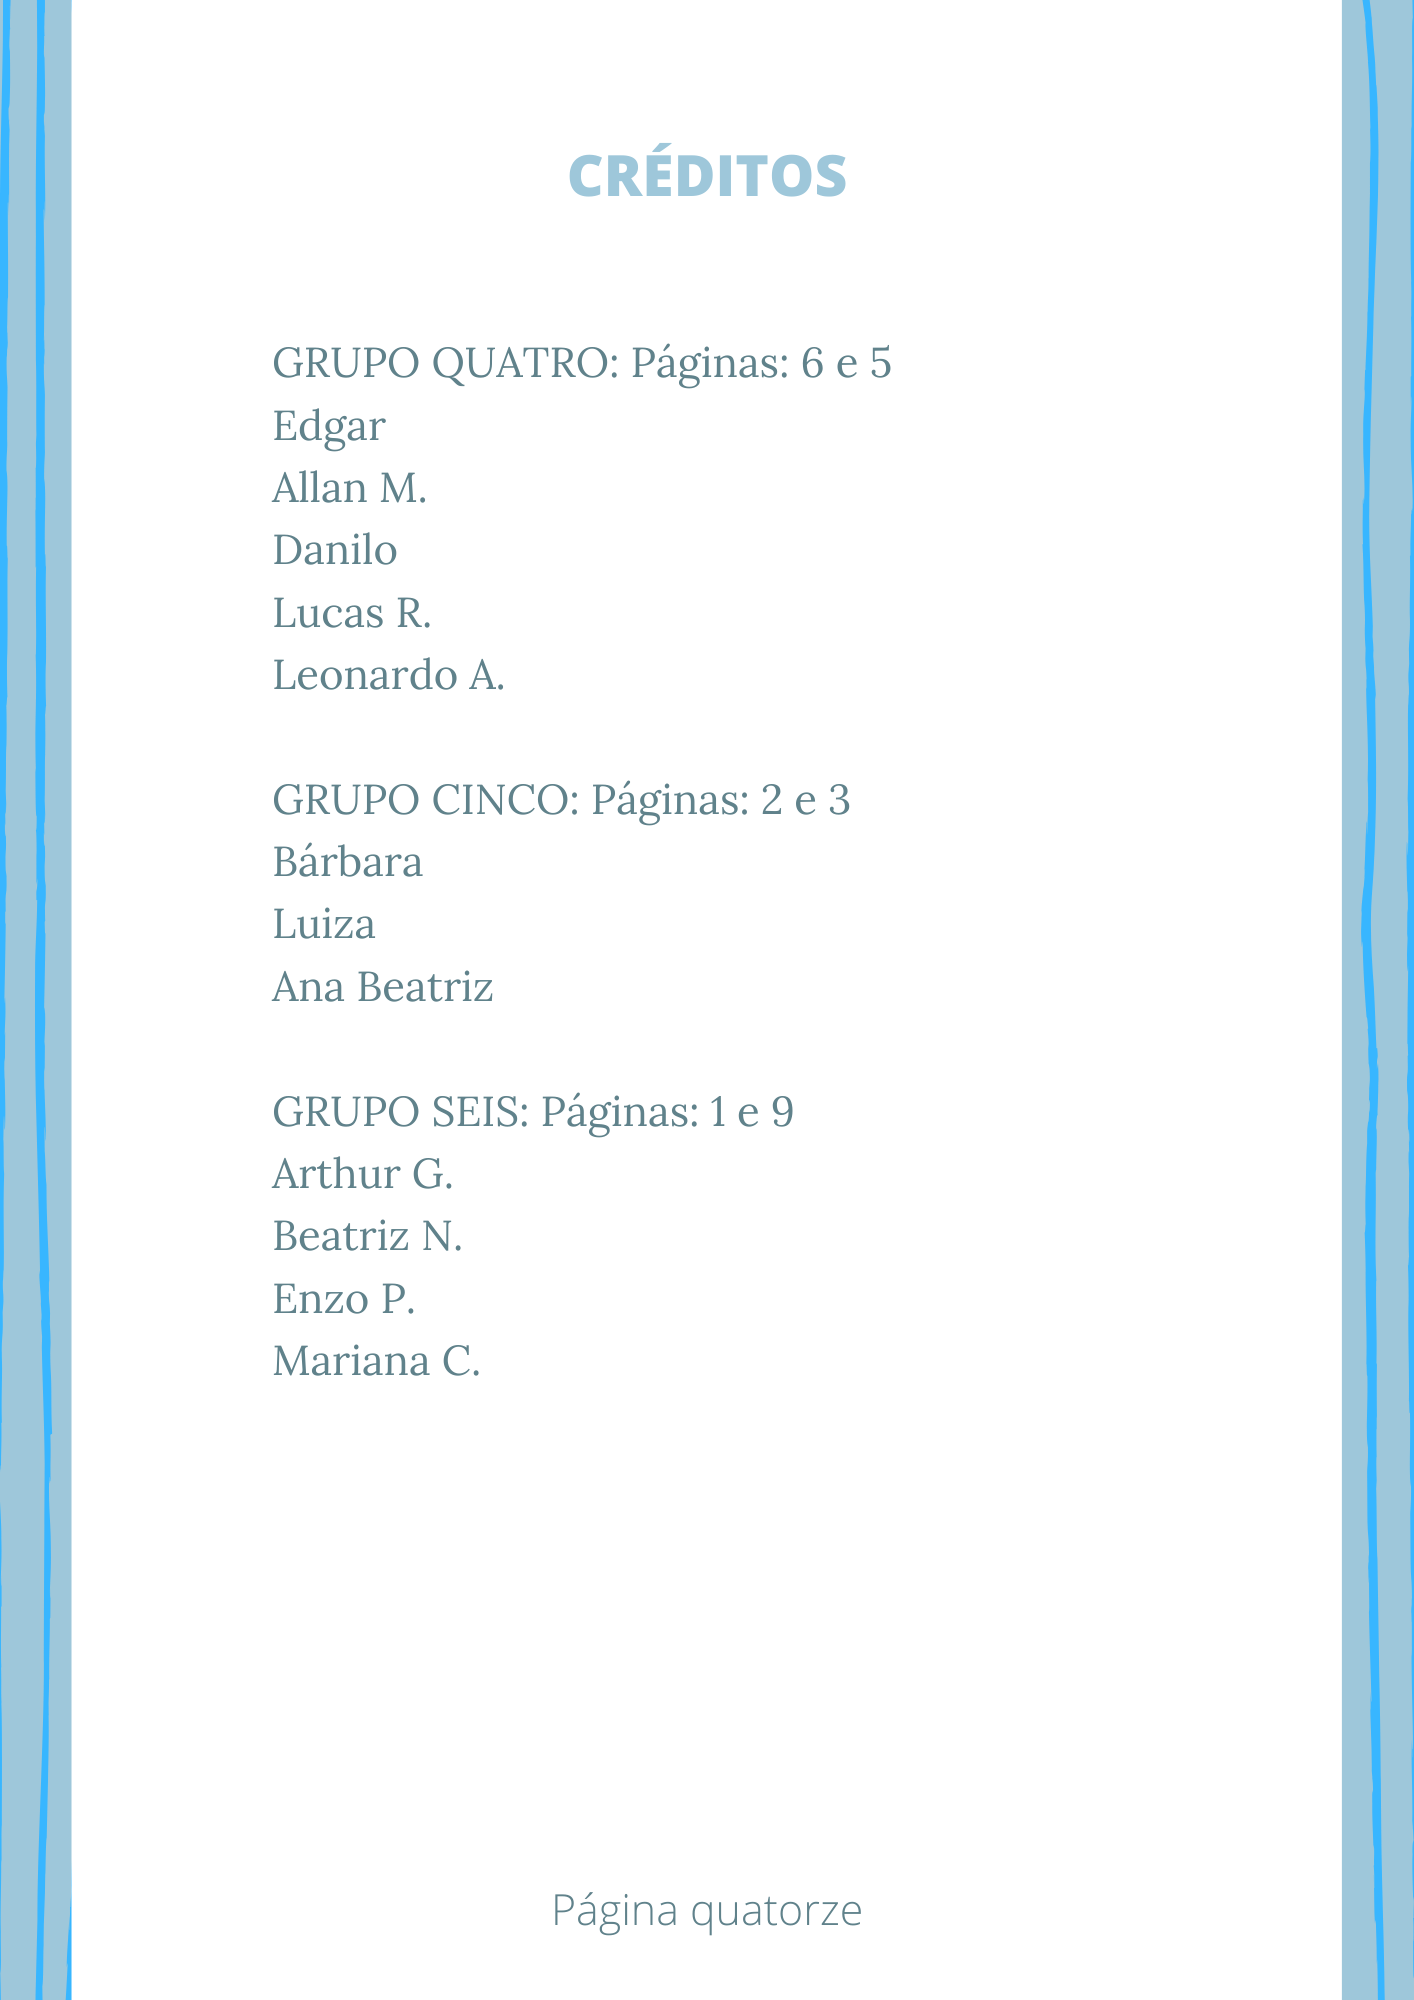 CRÉDITOS
GRUPO QUATRO: Páginas: 6 e 5
Edgar
Allan M.
Danilo
Lucas R.
Leonardo A.
GRUPO CINCO: Páginas: 2 e 3
Bárbara
Luiza
Ana Beatriz
GRUPO SEIS: Páginas: 1 e 9
Arthur G.
Beatriz N.
Enzo P.
Mariana C.
Página quatorze